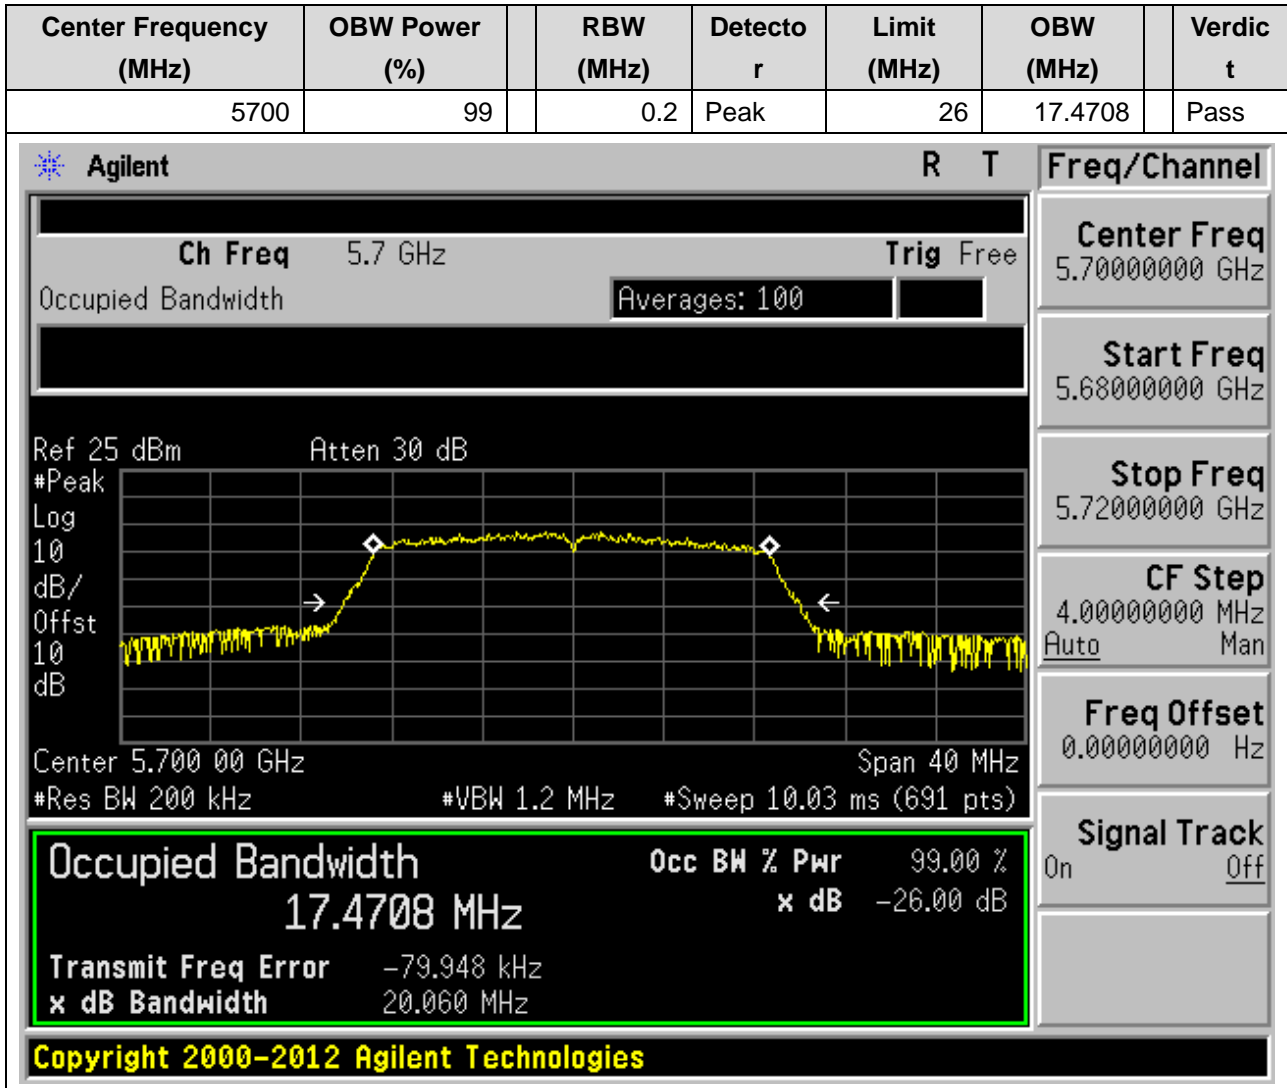 Center Frequency (MHz) OBW Power (%) RBW (MHz) Detecto r Limit (MHz) OBW (MHz) Verdic t
5700 99 0.2 Peak 26 17.4708 Pass
Agilent R T Freq/Channel
Ch Freq 5.7 GHz Trig Free
Occupied Bandwidth Averages: 100
Center Freq
5.70000000 GHz
Start Freq
5.68000000 GHz
Stop Freq
5.72000000 GHz
CF Step
4.00000000 MHz
Auto Man
Freq Offset
0.00000000 Hz
Signal Track
On Off
Ref 25 dBm Atten 30 dB
#Peak
Log
10
dB/
Offst
10
dB
Center 5.700 00 GHz Span 40 MHz
#Res BW 200 kHz #VBW 1.2 MHz #Sweep 10.03 ms (691 pts)
Occupied Bandwidth Occ BW % Pwr 99.00 %
17.4708 MHz x dB -26.00 dB
Transmit Freq Error -79.948 kHz
x dB Bandwidth 20.060 MHz
Copyright 2000-2012 Agilent Technologies